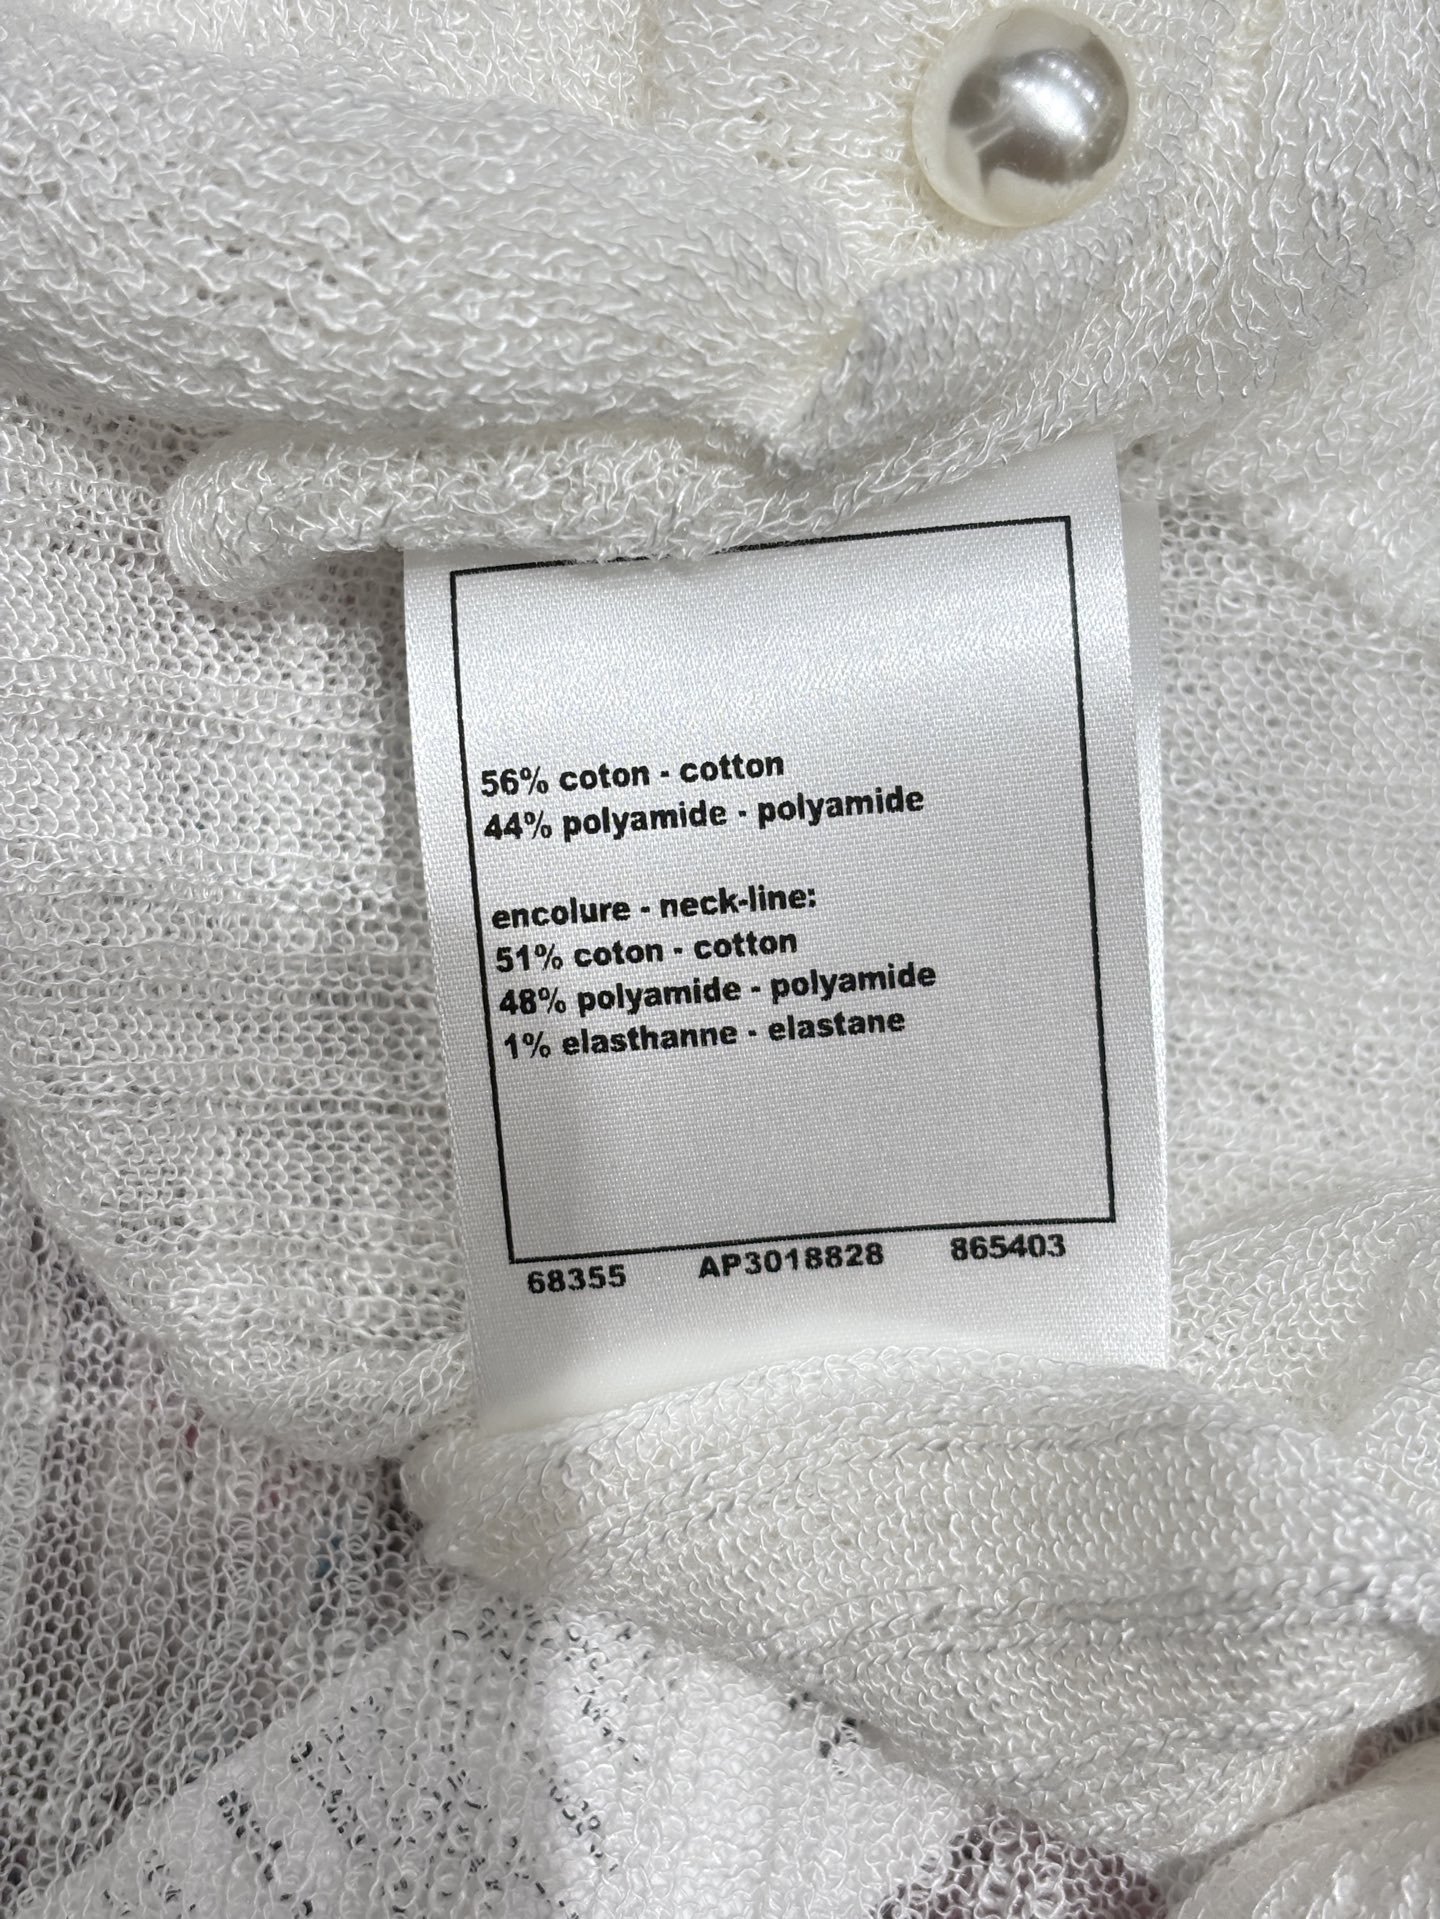 56% coton - cotton
44% polyamide - polyamide
encolure - neck-line:
51% coton - cotton
48% polyamide - polyamide
1% elasthanne - elastane
68355 AP3018828 865403